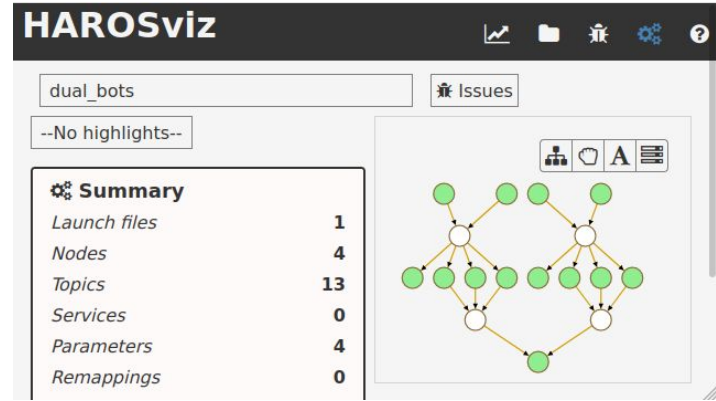 HAROSviz
?
dual_bots
Issues
--No highlights--
A
Summary
Launch files 1
Nodes 4
Topics 13
Services 0
Parameters 4
Remappings 0